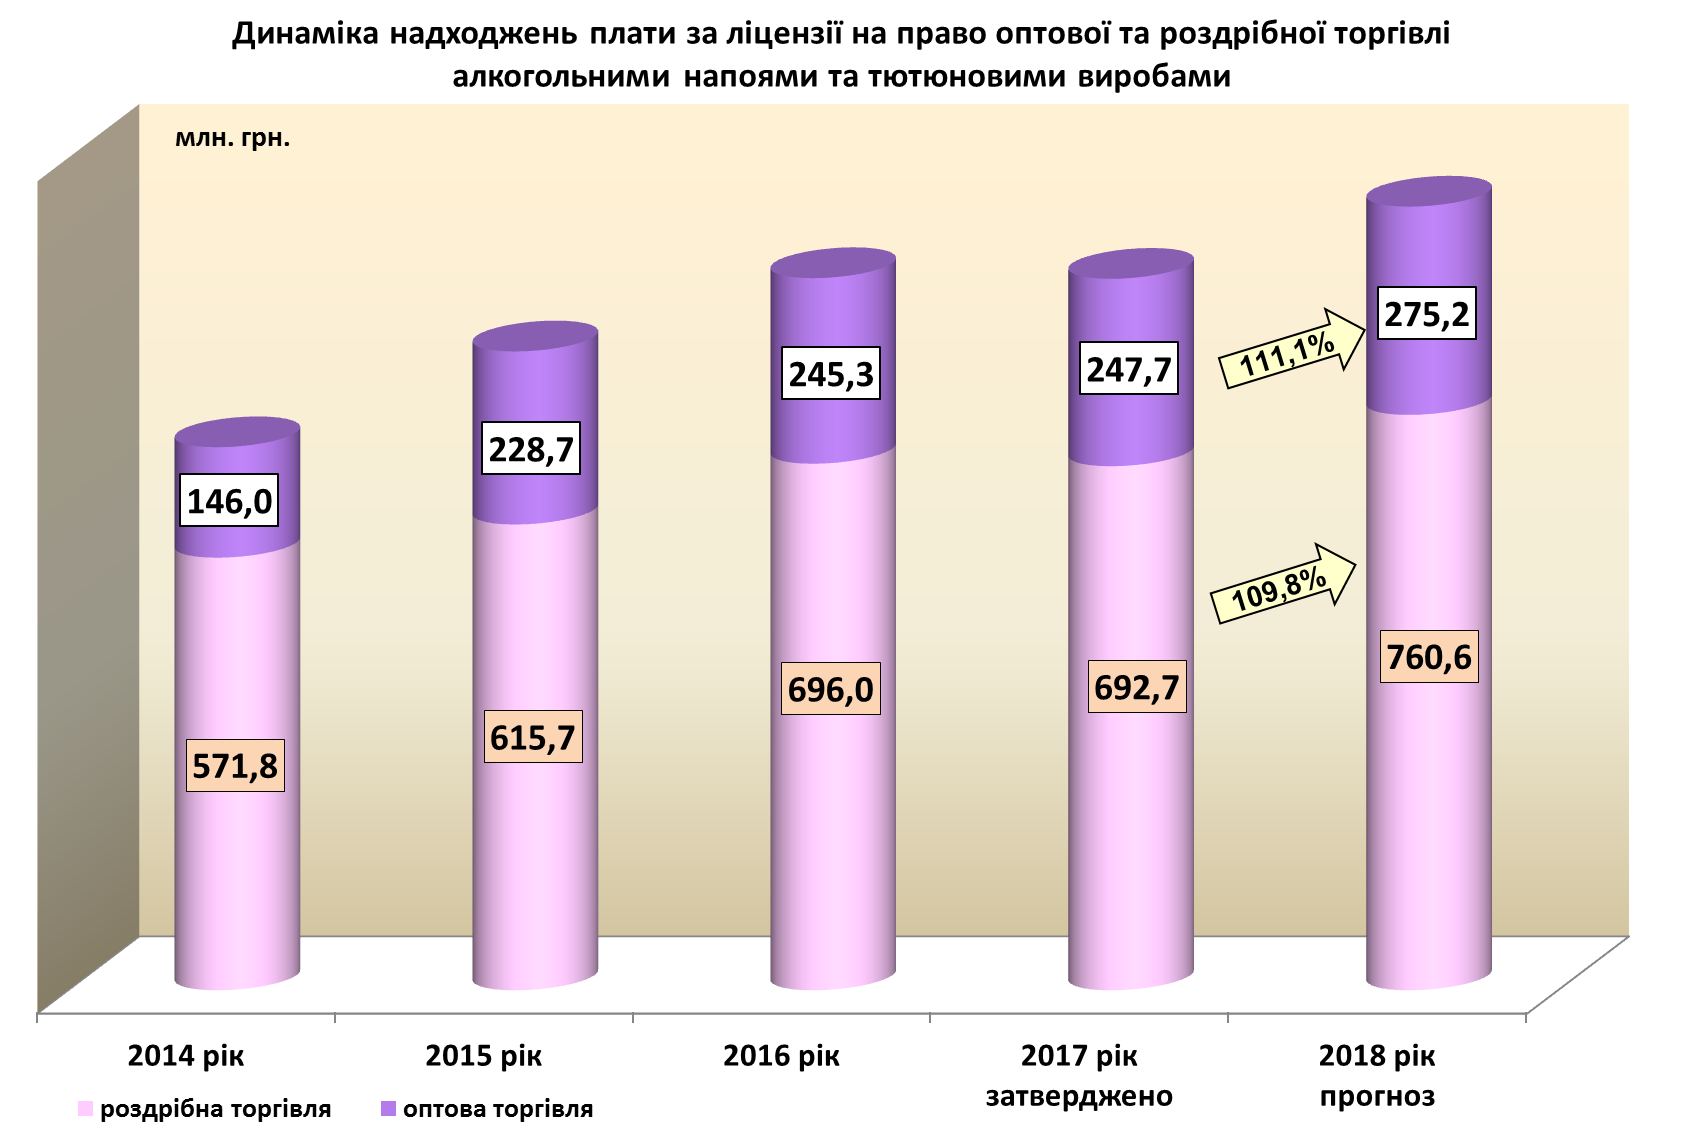 Динаміка надходжень плати за ліцензії на право оптової та роздрібної торгівлі
алкогольними напоями та тютюновими виробами
млн. грн.
275,2
111,1%
245,3
247,7
228,7
146,0
109,8%
760,6
696,0
692,7
615,7
571,8
2014 рік
2015 рік
2016 рік
2017 рік
затверджено
2018 рік
прогноз
роздрібна торгівля
оптова торгівля